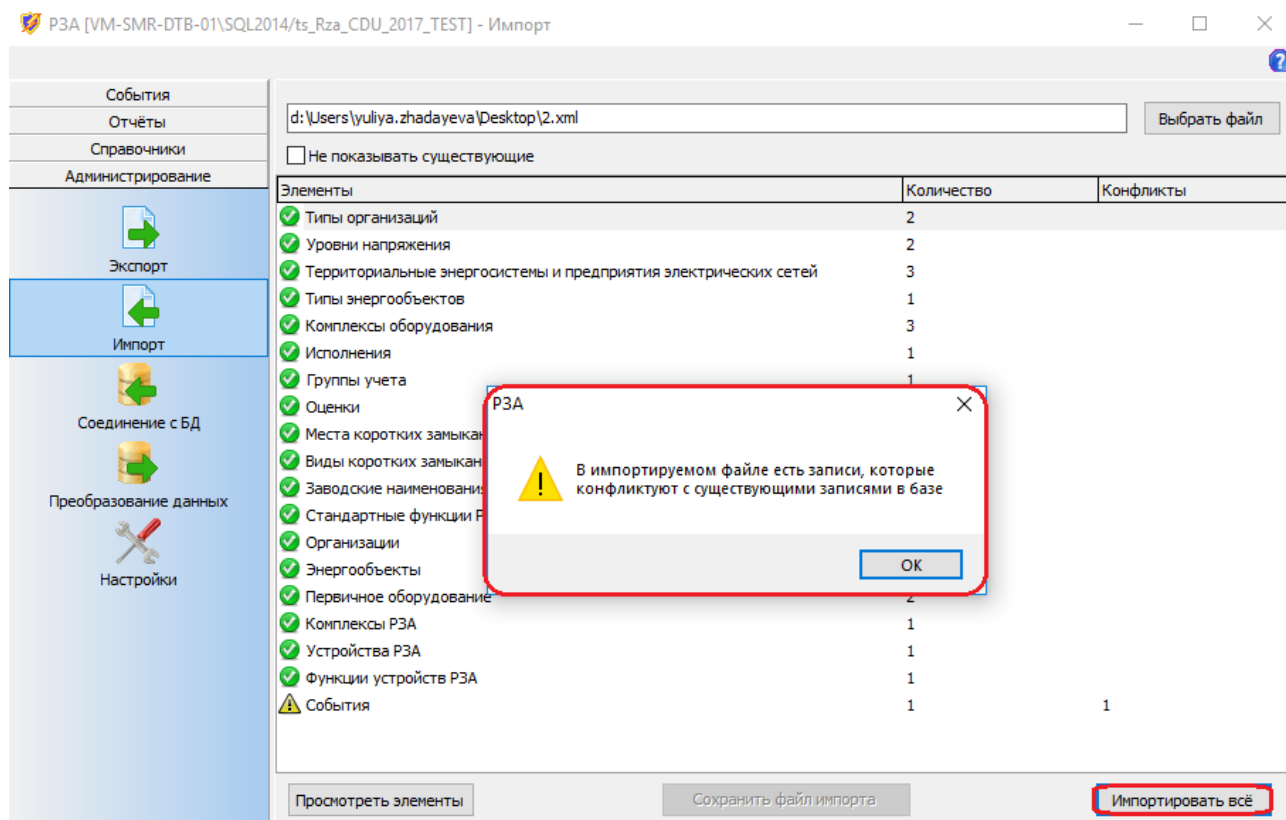 РЗА [VM-SMR-DTB-01\SQL2014/ts_Rza_CDU_2017_TEST] - Импорт
События
Отчёты
Справочники
Администрирование
Экспорт
Импорт
Соединение с БД
Преобразование данных
Настройки
d:\Users\yuliya.zhadayeva\Desktop\2.xml
Выбрать файл
Не показывать существующие
Элементы Количество Конфликты
Типы организаций 2
Уровни напряжения 2
Территориальные энергосистемы и предприятия электрических сетей 3
Типы энергообъектов 1
Комплексы оборудования 3
Исполнения 1
Группы учета 1
Оценки
Места коротких замыкан
Виды коротких замыкан
Заводские наименования
Стандартные функции Р
Организации
Энергообъекты
Первичное оборудование 2
Комплексы РЗА 1
Устройства РЗА 1
Функции устройств РЗА 1
События 1 1
РЗА
В импортируемом файле есть записи, которые
конфликтуют с существующими записями в базе
OK
Просмотреть элементы
Сохранить файл импорта
Импортировать всё